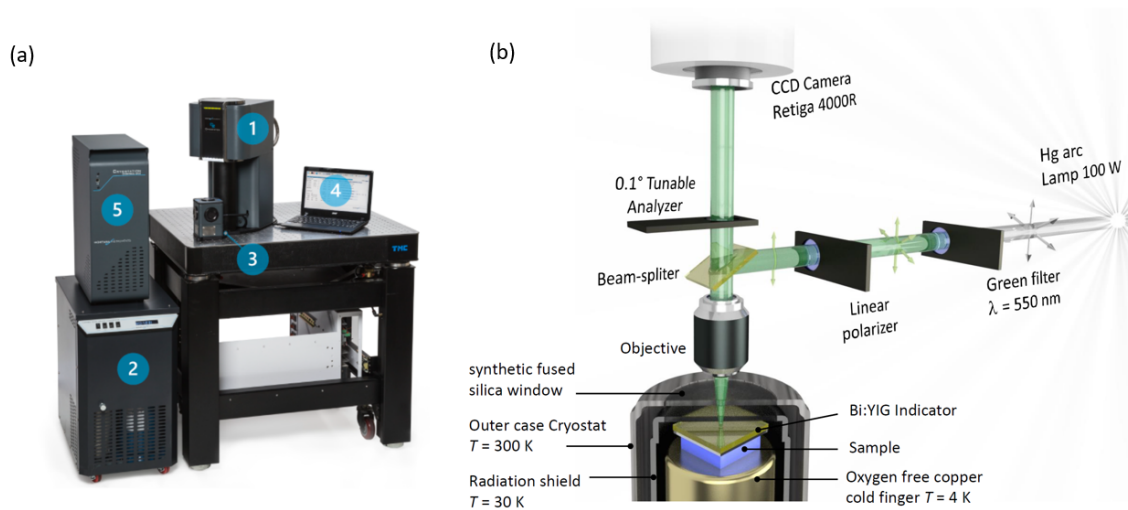 (a)
1
5
4
3
2
TMC
(b)
CCD Camera
Retiga 4000R
Hg arc
Lamp 100 W
0.1° Tunable
Analyzer
Beam-spliter
Green filter
λ = 550 nm
Linear
polarizer
Objective
synthetic fused
silica window
Bi:YIG Indicator
Outer case Cryostat
T = 300 K
Sample
Radiation shield
T = 30 K
Oxygen free copper
cold finger T = 4 K